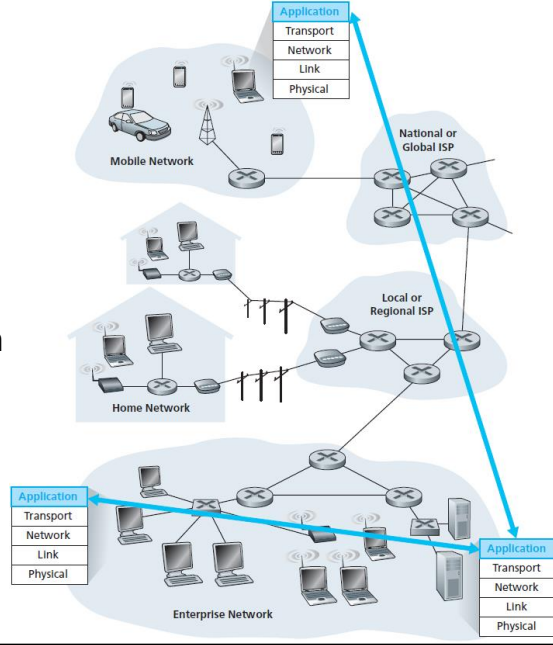 Application
Transport
Network
Link
Physical
National or
Global ISP
Mobile Network
Local or
Regional ISP
Home Network
Application
Transport
Network
Link
Physical
Application
Transport
Network
Link
Physical
Enterprise Network